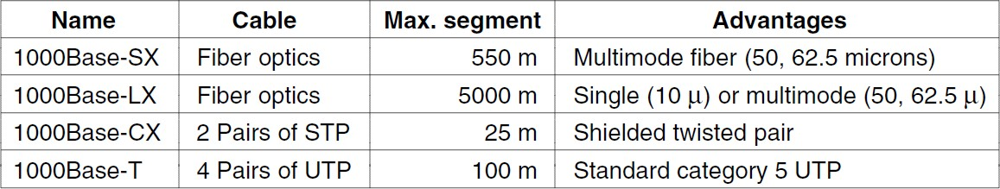 Name Cable Max. segment Advantages
1000Base-SX Fiber optics 550 m Multimode fiber (50, 62.5 microns)
1000Base-LX Fiber optics 5000 m Single (10 μ) or multimode (50, 62.5 μ)
1000Base-CX 2 Pairs of STP 25 m Shielded twisted pair
1000Base-T 4 Pairs of UTP 100 m Standard category 5 UTP